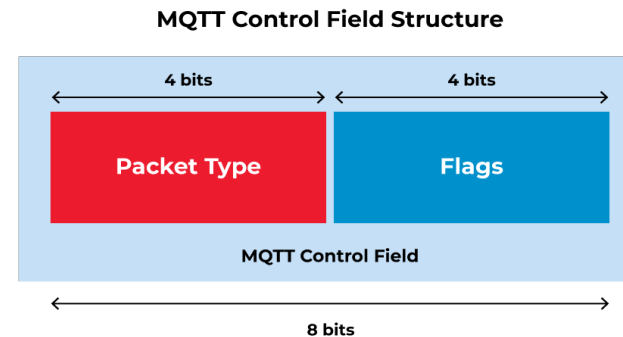 MQTT Control Field Structure
4 bits
4 bits
Packet Type
Flags
MQTT Control Field
8 bits